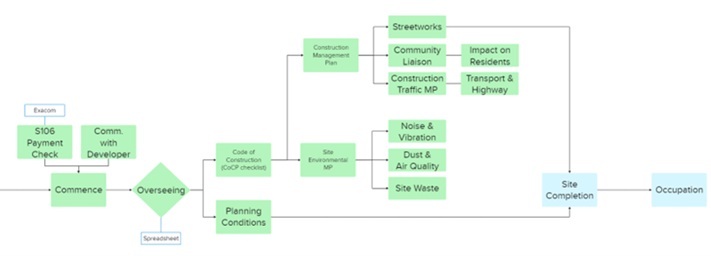 Streetworks
Construction
Management
Plan
Community
Liaison
Impact on
Residents
Construction
Traffic MP
Transport &
Highway
Exacom
S106
Payment
Check
Comm.
with
Developer
Noise &
Vibration
Code of
Construction
(CoCP checklist)
Site
Environmental
MP
Dust &
Air Quality
Commence
Overseeing
Site Waste
Site
Completion
Occupation
Planning
Conditions
Spreadsheet